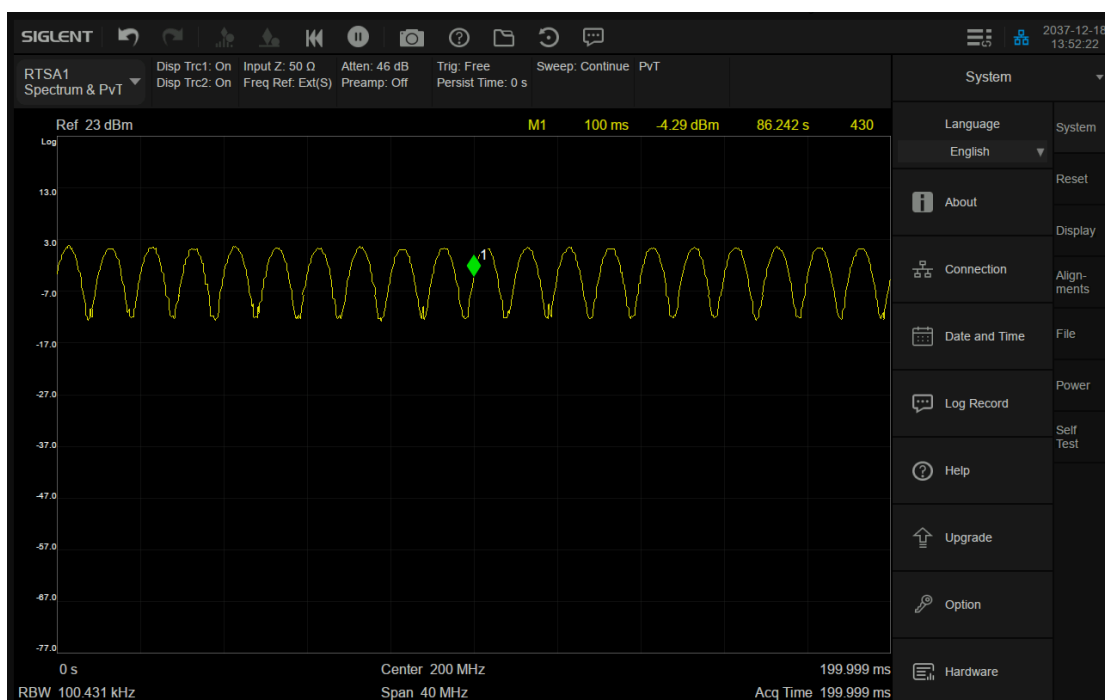 SIGLENT
2037-12-18
13:52:22
RTSA1
Spectrum & PvT
Disp Trc1: On
Disp Trc2: On
Input Z: 50 Ω
Freq Ref: Ext(S)
Atten: 46 dB
Preamp: Off
Trig: Free
Persist Time: 0 s
Sweep: Continue
PvT
Ref 23 dBm
M1 100 ms -4.29 dBm 86.242 s 430
Log
13.0
3.0
-7.0
-17.0
-27.0
-37.0
-47.0
-57.0
-67.0
-77.0
1
0 s
Center 200 MHz
199.999 ms
RBW 100.431 kHz
Span 40 MHz
Acq Time 199.999 ms
System
Language
English
About
Connection
Date and Time
Log Record
Help
Upgrade
Option
Hardware
System
Reset
Display
Align-
ments
File
Power
Self
Test